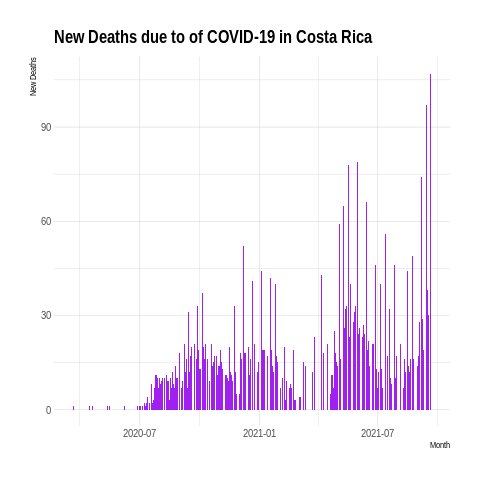 New Deaths due to of COVID-19 in Costa Rica
New Deaths
90
60
30
0
2020-07
2021-01
2021-07
Month